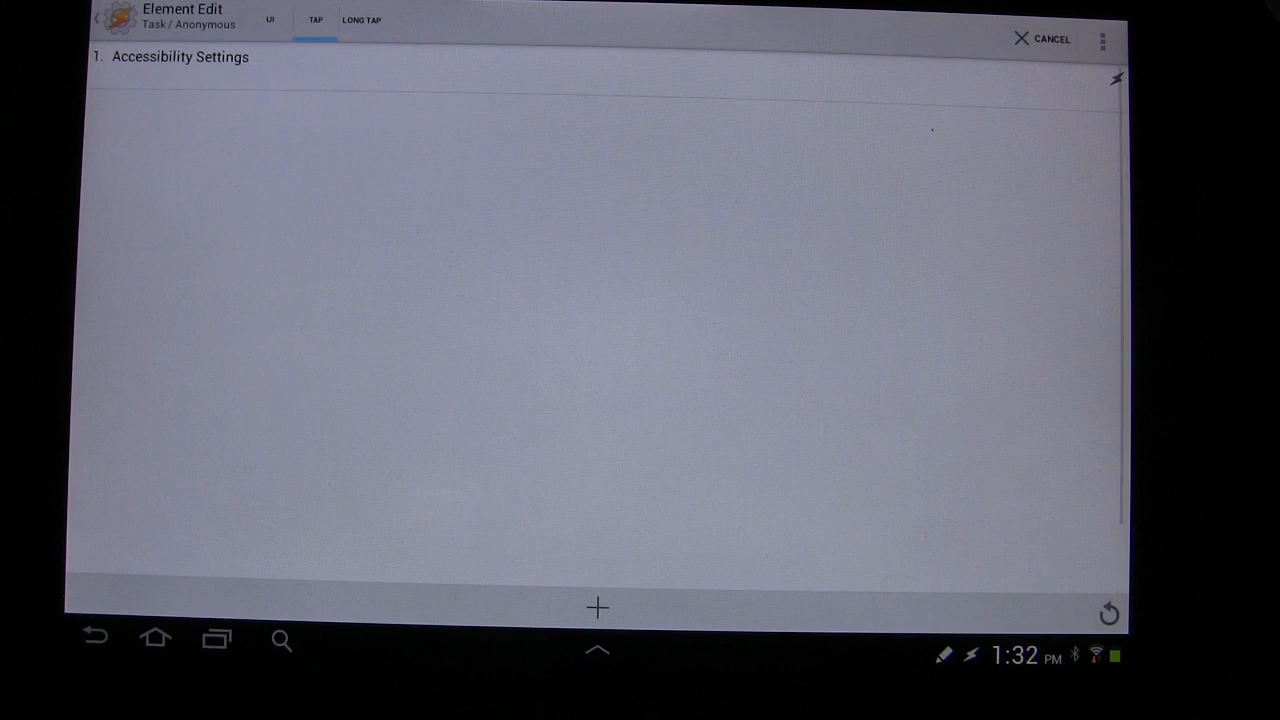 Element Edit
Task / Anonymous
UI
TAP
LONG TAP
CANCEL
1. Accessibility Settings
1:32 PM